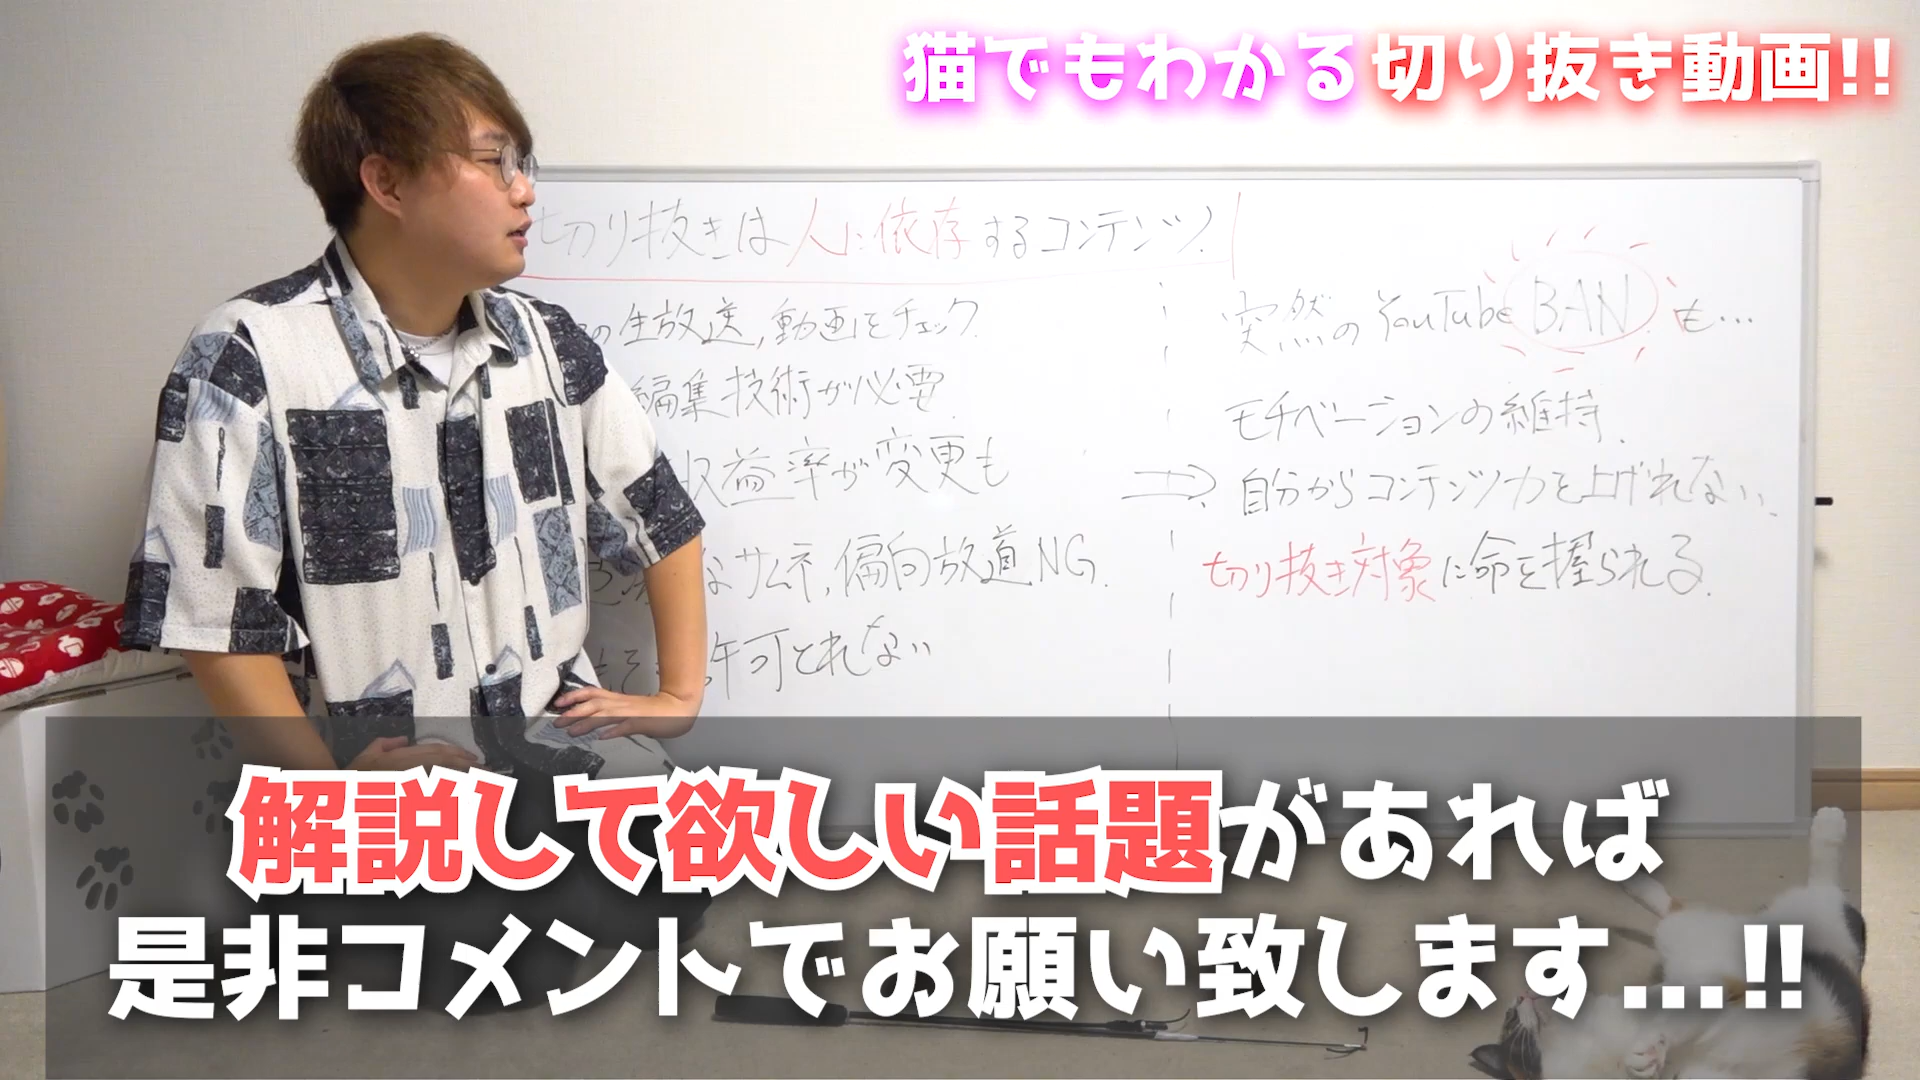 猫でもわかる切り抜き動画!!
切り抜きは人に依存するコンテンツ.
の生放送,動画をチェック.
編集技術が必要.
収益率が変更も
なサムネ,偏向放道NG.
許可とれない
突然のYouTube BAN も...
モチベーションの維持.
自分からコンテンツ力を上げれない.
切り抜き対象に命を握られる.
解説して欲しい話題があれば
是非コメントでお願い致します...!!